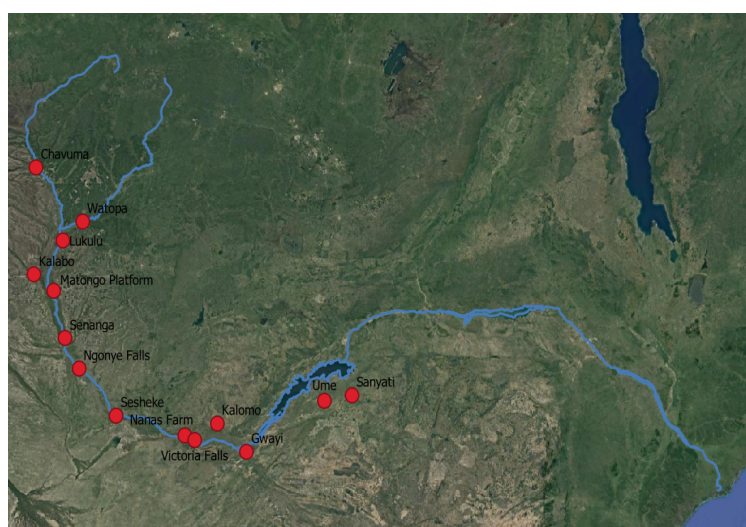 Chavuma
Watopa
Lukulu
Kalabo
Matongo Platform
Senanga
Ngonye Falls
Sesheke
Nanas Farm
Kalomo
Ume
Sanyati
Victoria Falls
Gwayi